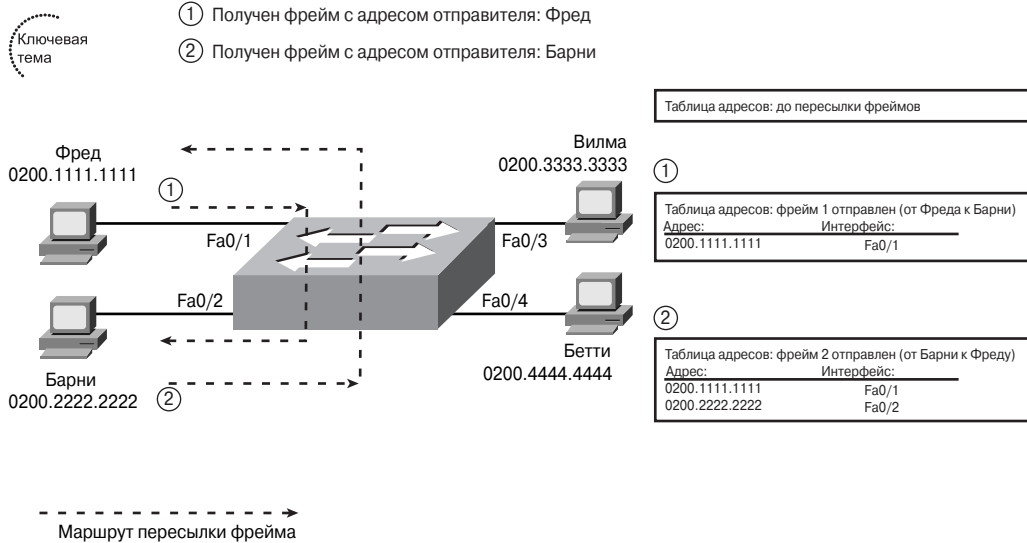 Ключевая
тема
1 Получен фрейм с адресом отправителя: Фред
2 Получен фрейм с адресом отправителя: Барни
Таблица адресов: до пересылки фреймов
Фред
0200.1111.1111
Вилма
0200.3333.3333
1
1
Таблица адресов: фрейм 1 отправлен (от Фреда к Барни)
Адрес: Интерфейс:
0200.1111.1111 Fa0/1
Fa0/1
Fa0/3
Fa0/2
Fa0/4
2
Таблица адресов: фрейм 2 отправлен (от Барни к Фреду)
Адрес: Интерфейс:
0200.1111.1111 Fa0/1
0200.2222.2222 Fa0/2
Барни
0200.2222.2222
2
Бетти
0200.4444.4444
Маршрут пересылки фрейма